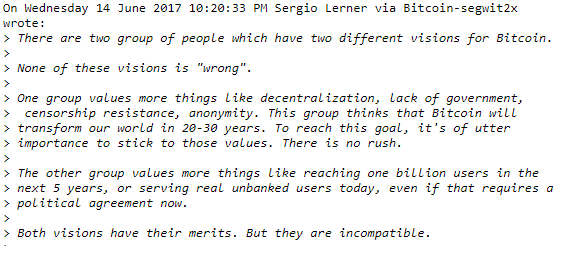 On Wednesday 14 June 2017 10:20:33 PM Sergio Lerner via Bitcoin-segwit2x
wrote:
> There are two group of people which have two different visions for Bitcoin.
>
> None of these visions is "wrong".
>
> One group values more things like decentralization, lack of government,
>  censorship resistance, anonymity. This group thinks that Bitcoin will
> transform our world in 20-30 years. To reach this goal, it's of utter
> importance to stick to those values. There is no rush.
>
> The other group values more things like reaching one billion users in the
> next 5 years, or serving real unbanked users today, even if that requires a
> political agreement now.
>
> Both visions have their merits. But they are incompatible.